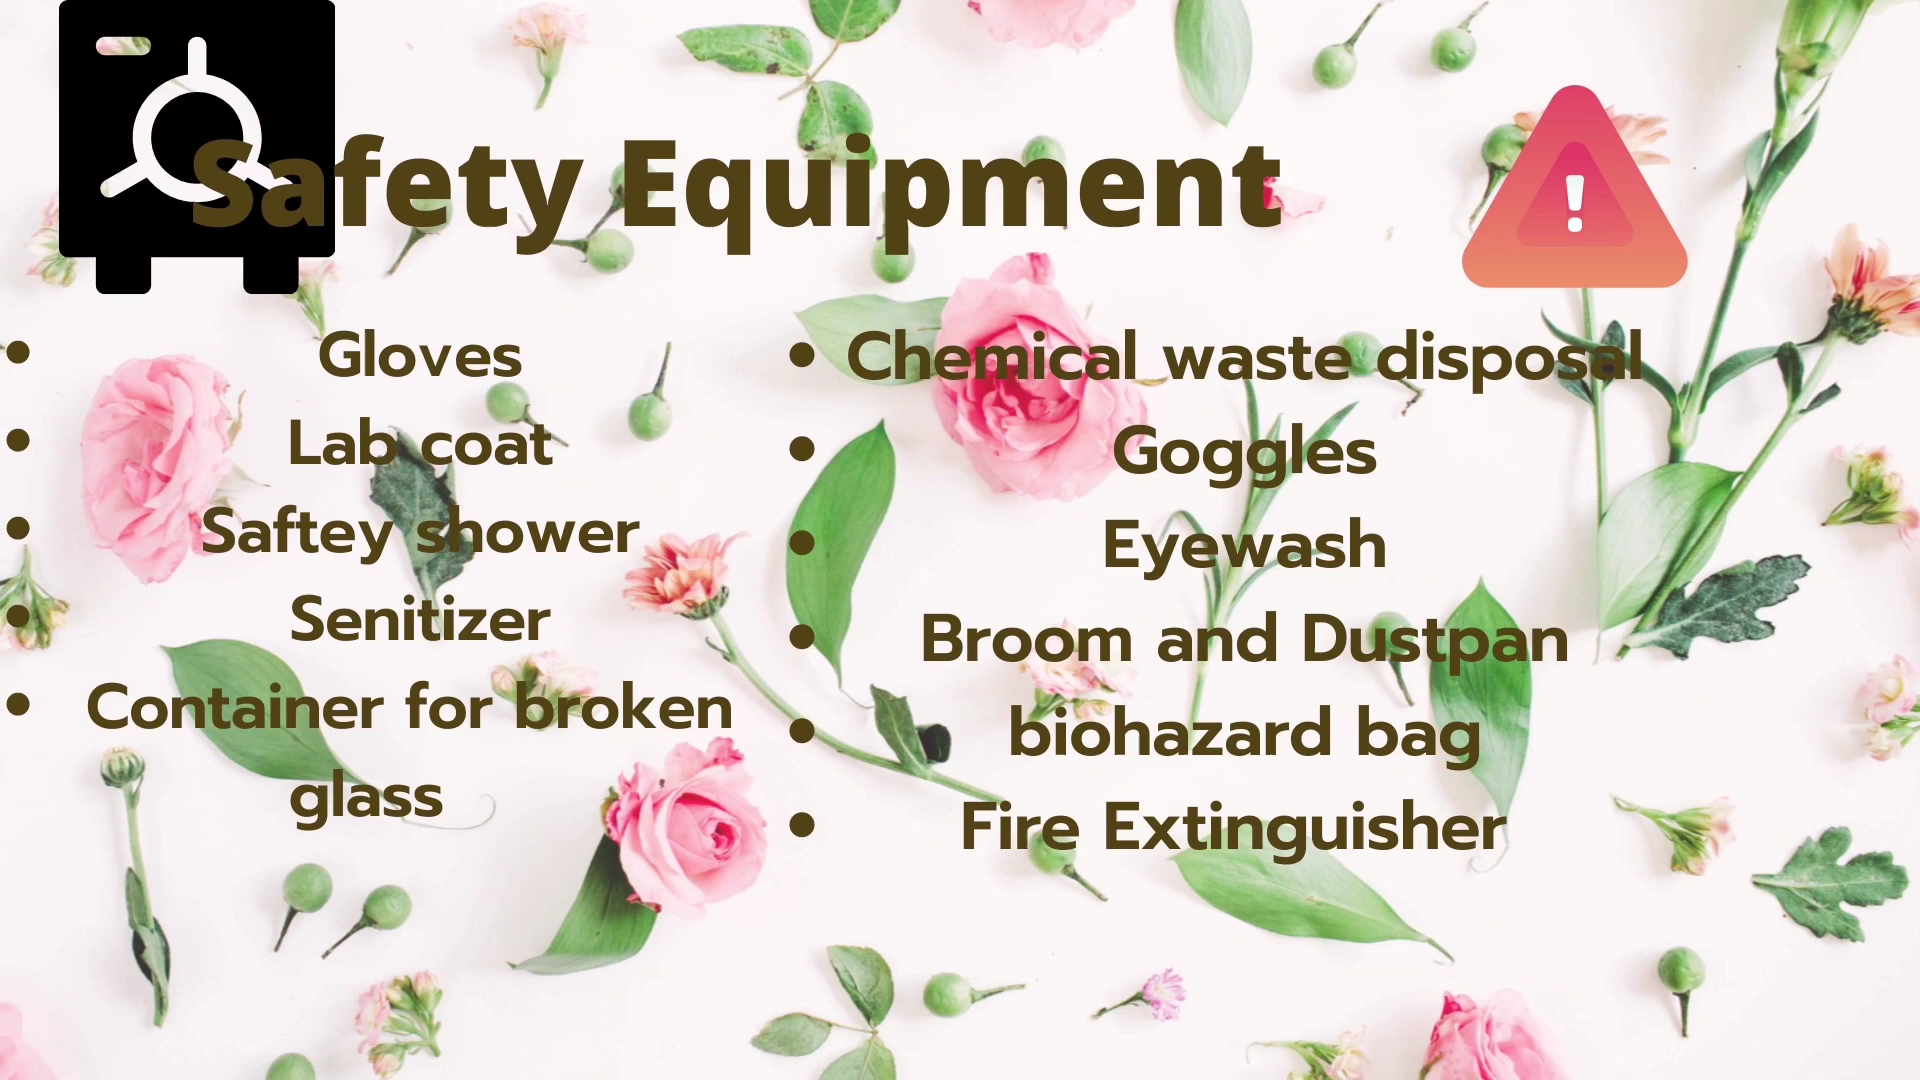 Safety Equipment
!
• Gloves
• Lab coat
• Saftey shower
• Senitizer
• Container for broken
glass
• Chemical waste disposal
• Goggles
• Eyewash
• Broom and Dustpan
• biohazard bag
• Fire Extinguisher